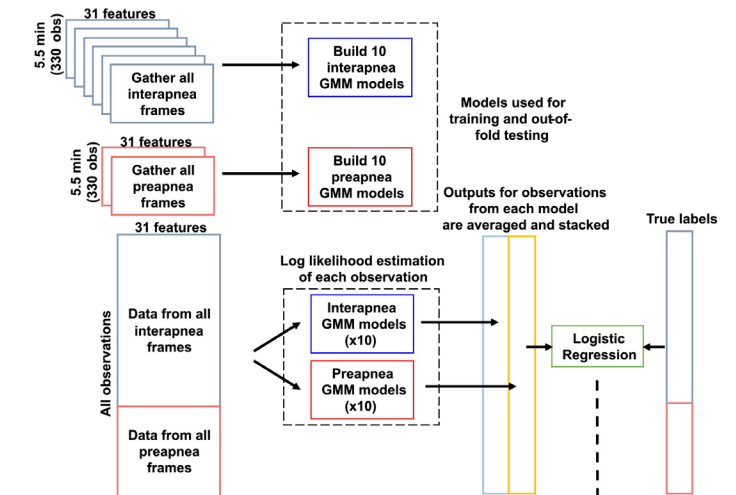 31 features
5.5 min
(330 obs)
Gather all
interapnea
frames
Build 10
interapnea
GMM models
Models used for
training and out-of-
fold testing
31 features
5.5 min
(330 obs)
Gather all
preapnea
frames
Build 10
preapnea
GMM models
Outputs for observations
from each model
are averaged and stacked
True labels
31 features
Log likelihood estimation
of each observation
All observations
Data from all
interapnea
frames
Interapnea
GMM models
(x10)
Logistic
Regression
Preapnea
GMM models
(x10)
Data from all
preapnea
frames